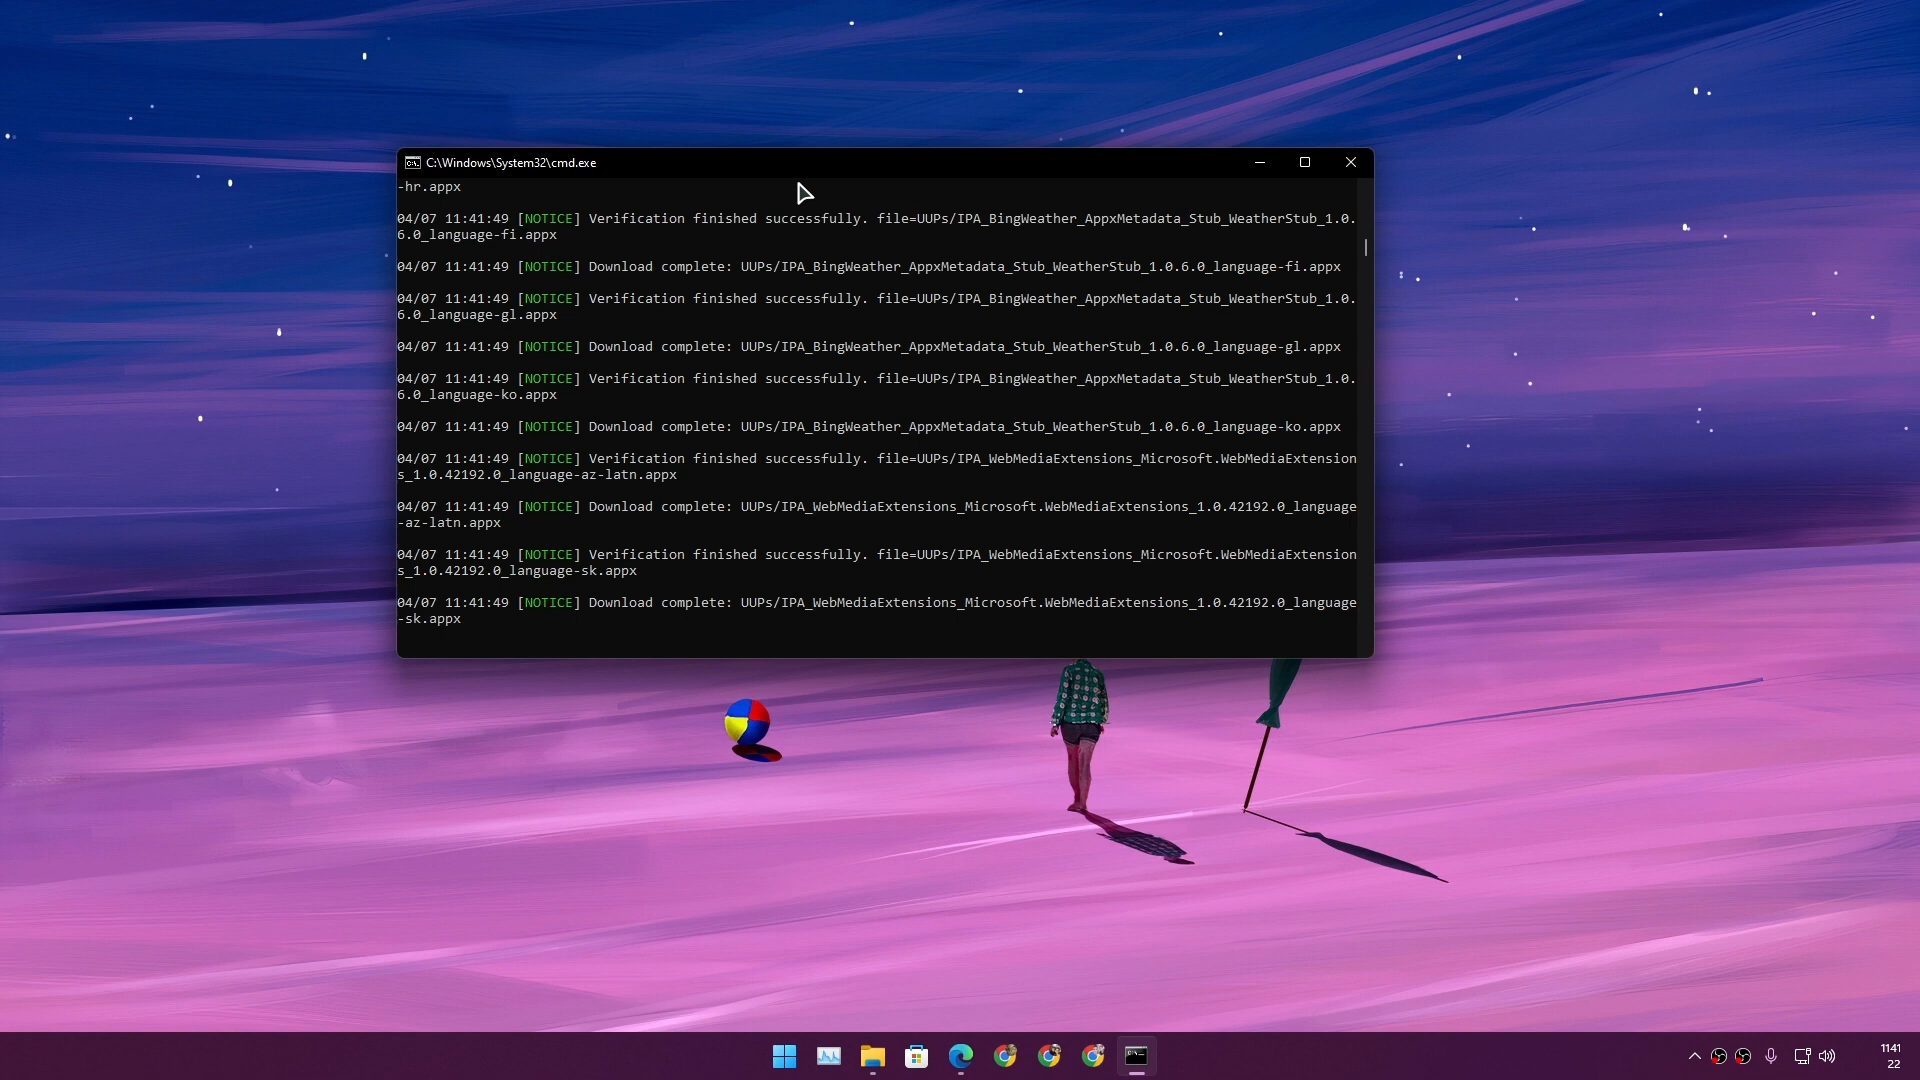 C:\Windows\System32\cmd.exe
-hr.appx
04/07 11:41:49 [NOTICE] Verification finished successfully. file=UUPs/IPA_BingWeather_AppxMetadata_Stub_WeatherStub_1.0.
6.0_language-fi.appx
04/07 11:41:49 [NOTICE] Download complete: UUPs/IPA_BingWeather_AppxMetadata_Stub_WeatherStub_1.0.6.0_language-fi.appx
04/07 11:41:49 [NOTICE] Verification finished successfully. file=UUPs/IPA_BingWeather_AppxMetadata_Stub_WeatherStub_1.0.
6.0_language-gl.appx
04/07 11:41:49 [NOTICE] Download complete: UUPs/IPA_BingWeather_AppxMetadata_Stub_WeatherStub_1.0.6.0_language-gl.appx
04/07 11:41:49 [NOTICE] Verification finished successfully. file=UUPs/IPA_BingWeather_AppxMetadata_Stub_WeatherStub_1.0.
6.0_language-ko.appx
04/07 11:41:49 [NOTICE] Download complete: UUPs/IPA_BingWeather_AppxMetadata_Stub_WeatherStub_1.0.6.0_language-ko.appx
04/07 11:41:49 [NOTICE] Verification finished successfully. file=UUPs/IPA_WebMediaExtensions_Microsoft.WebMediaExtension
s_1.0.42192.0_language-az-latn.appx
04/07 11:41:49 [NOTICE] Download complete: UUPs/IPA_WebMediaExtensions_Microsoft.WebMediaExtensions_1.0.42192.0_language
-az-latn.appx
04/07 11:41:49 [NOTICE] Verification finished successfully. file=UUPs/IPA_WebMediaExtensions_Microsoft.WebMediaExtension
s_1.0.42192.0_language-sk.appx
04/07 11:41:49 [NOTICE] Download complete: UUPs/IPA_WebMediaExtensions_Microsoft.WebMediaExtensions_1.0.42192.0_language
-sk.appx
1141
22